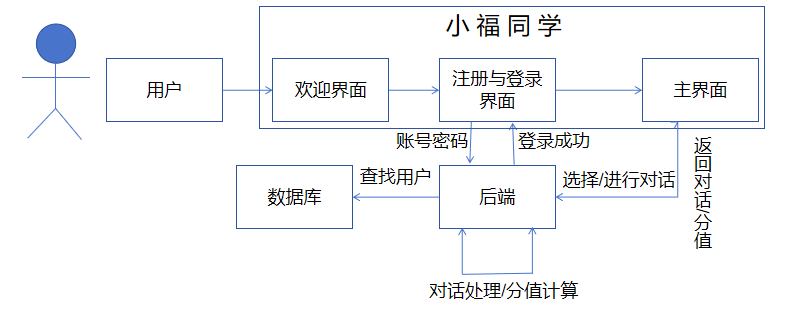 小福同学
用户
欢迎界面
注册与登录
界面
主界面
账号密码
登录成功
返回对话/分值
数据库
查找用户
后端
选择/进行对话
对话处理/分值计算